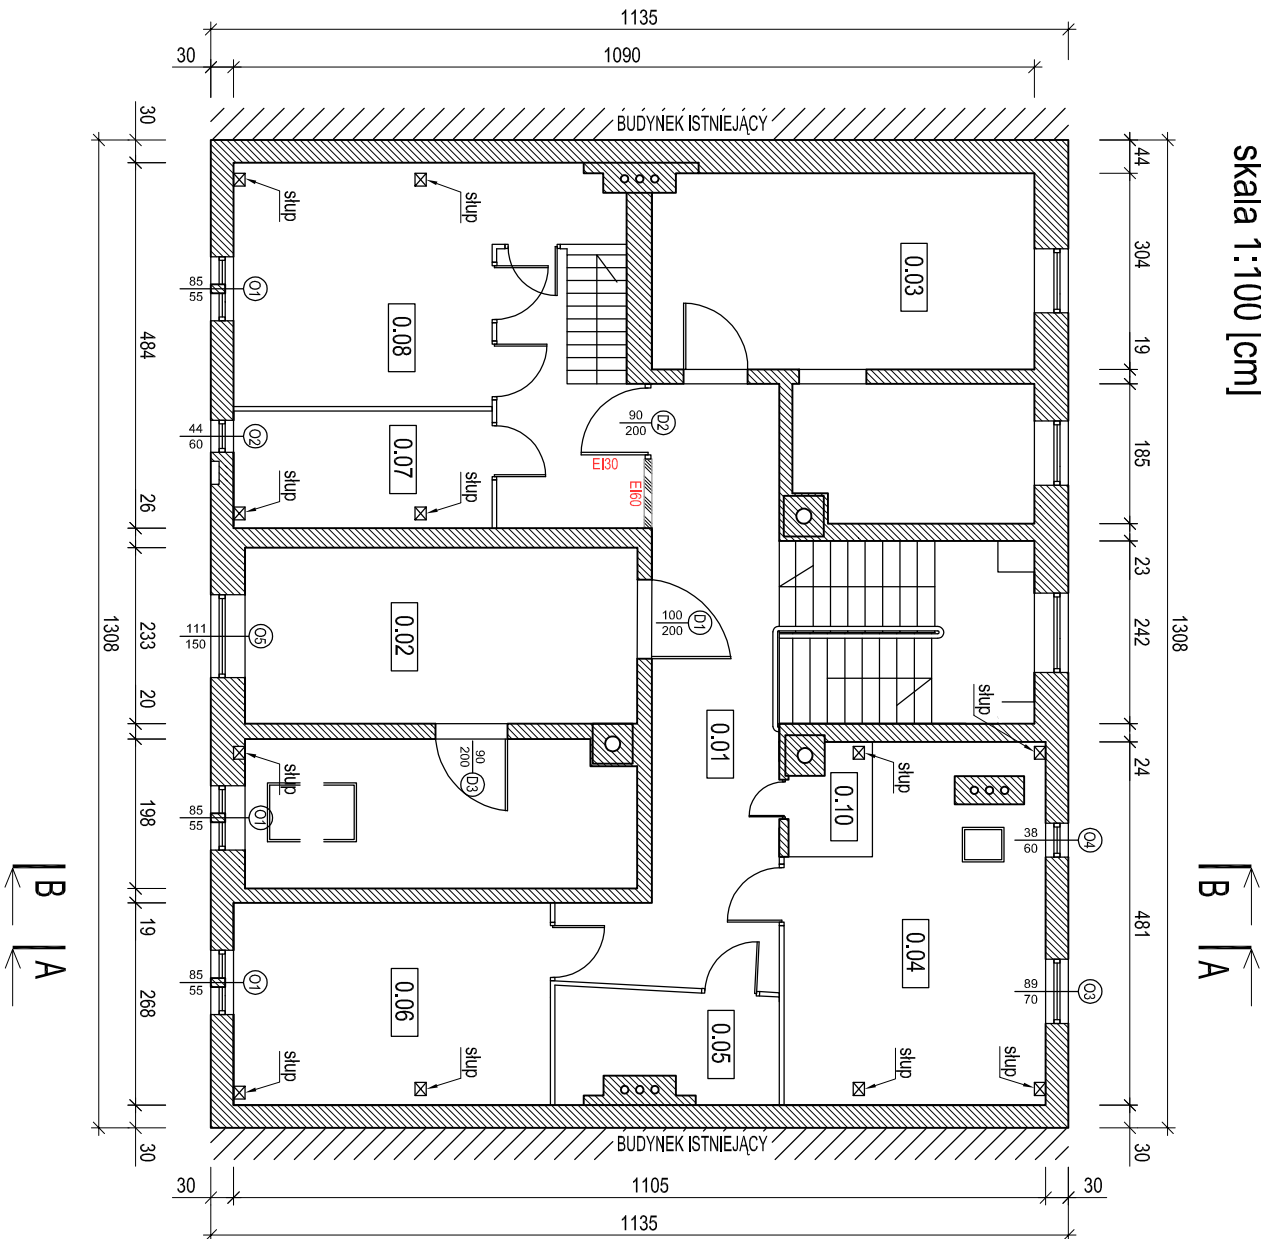 1135
30
1090
BUDYNEK ISTNIEJĄCY
skala 1:100 [cm]
30
484
26
233
20
198
19
268
30
1308
44
304
19
185
23
242
24
481
30
1308
słup
słup
0.03
85
55
O1
0.08
90
200
D2
44
60
O2
0.07
EI30
EI60
słup
słup
111
150
O5
0.02
100
200
D1
słup
0.01
słup
słup
90
200
D3
0.10
85
55
O1
38
60
O4
B
A
B
A
0.04
85
55
O1
0.06
89
70
O3
0.05
słup
słup
słup
słup
BUDYNEK ISTNIEJĄCY
30
1105
30
1135